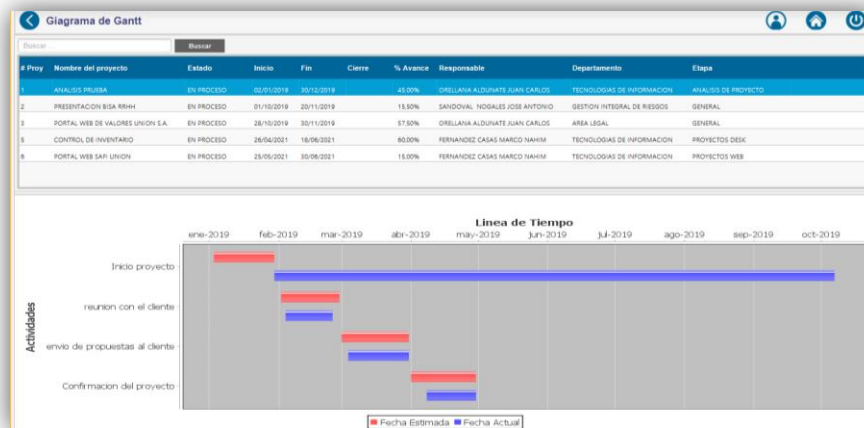 Giagrama de Gantt
Buscar ...
Buscar
# Proy Nombre del proyecto Estado Inicio Fin Cierre % Avance Responsable Departamento Etapa
1 ANALISIS PRUEBA EN PROCESO 02/01/2019 30/12/2019 45,00% ORELLANA ALDUNATE JUAN CARLOS TECNOLOGIAS DE INFORMACION ANALISIS DE PROYECTO
2 PRESENTACION BISA RRHH EN PROCESO 01/10/2019 20/11/2019 15,50% SANDOVAL NOGALES JOSE ANTONIO GESTION INTEGRAL DE RIESGOS GENERAL
3 PORTAL WEB DE VALORES UNION S.A. EN PROCESO 28/10/2019 30/11/2019 57,50% ORELLANA ALDUNATE JUAN CARLOS AREA LEGAL GENERAL
5 CONTROL DE INVENTARIO EN PROCESO 26/04/2021 18/06/2021 60,00% FERNANDEZ CASAS MARCO NAHIM TECNOLOGIAS DE INFORMACION PROYECTOS DESK
6 PORTAL WEB SAFI UNION EN PROCESO 25/05/2021 30/06/2021 15,00% FERNANDEZ CASAS MARCO NAHIM TECNOLOGIAS DE INFORMACION PROYECTOS WEB
Linea de Tiempo
ene-2019 feb-2019 mar-2019 abr-2019 may-2019 jun-2019 jul-2019 ago-2019 sep-2019 oct-2019
Actividades
Inicio proyecto
reunion con el cliente
envio de propuestas al cliente
Confirmacion del proyecto
Fecha Estimada Fecha Actual